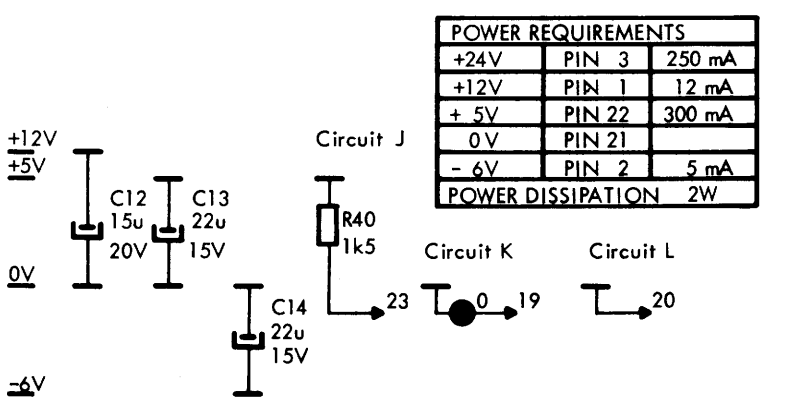 POWER REQUIREMENTS
+24V PIN 3 250 mA
+12V PIN 1 12 mA
+ 5V PIN 22 300 mA
0V PIN 21
- 6V PIN 2 5 mA
POWER DISSIPATION 2W
+12V
+5V
0V
-6V
C12
15u
20V
C13
22u
15V
C14
22u
15V
Circuit J
R40
1k5
23
Circuit K
0 19
Circuit L
20